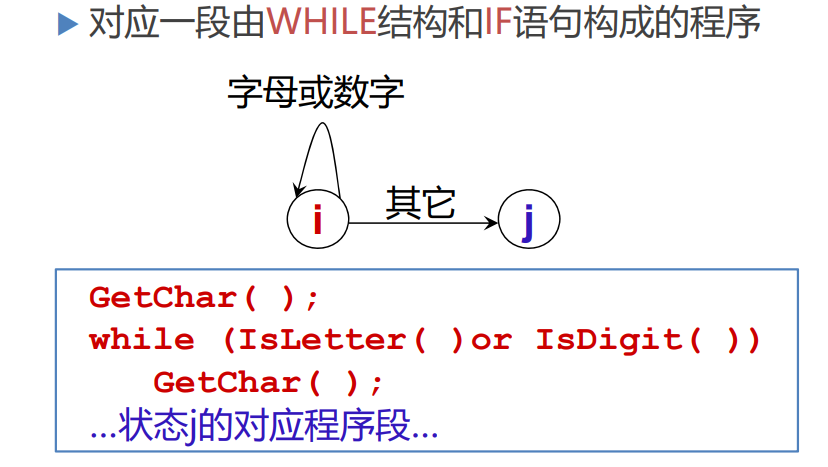 对应一段由WHILE结构和IF语句构成的程序
字母或数字
i
其它
j
GetChar( );
while (IsLetter( )or IsDigit( ))
GetChar( );
…状态j的对应程序段…